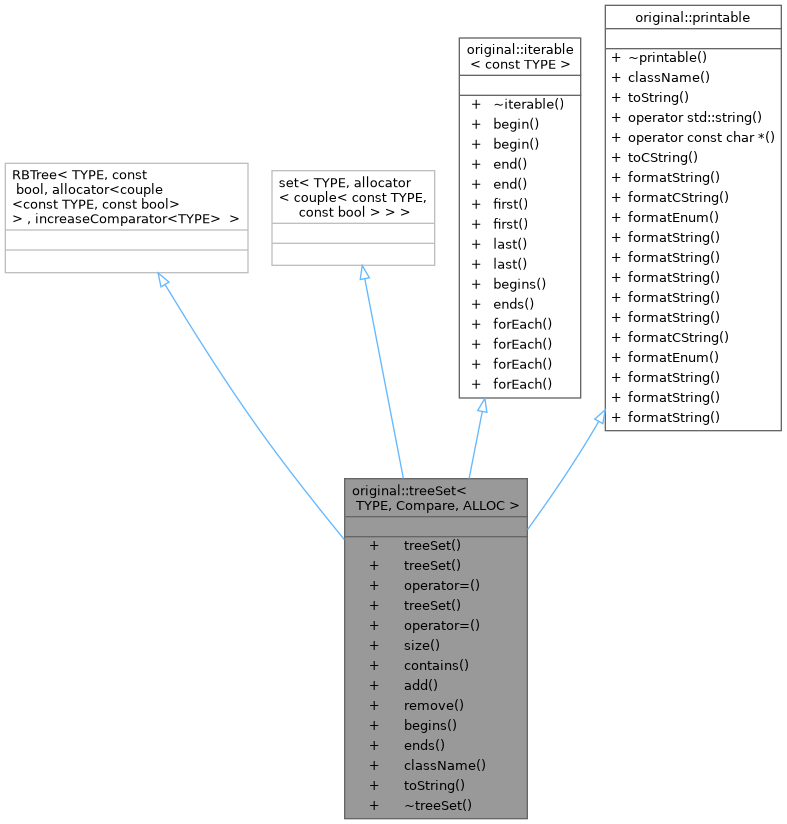 original::printable
+ ~printable()
+ className()
+ toString()
+ operator std::string()
+ operator const char *()
+ toCString()
+ formatString()
+ formatCString()
+ formatEnum()
+ formatString()
+ formatString()
+ formatString()
+ formatString()
+ formatString()
+ formatCString()
+ formatEnum()
+ formatString()
+ formatString()
+ formatString()
original::iterable
< const TYPE >
+ ~iterable()
+ begin()
+ begin()
+ end()
+ end()
+ first()
+ first()
+ last()
+ last()
+ begins()
+ ends()
+ forEach()
+ forEach()
+ forEach()
+ forEach()
RBTree< TYPE, const
bool, allocator<couple
<const TYPE, const bool>
> , increaseComparator<TYPE> >
set< TYPE, allocator
< couple< const TYPE,
const bool > > >
original::treeSet<
TYPE, Compare, ALLOC >
+ treeSet()
+ treeSet()
+ operator=()
+ treeSet()
+ operator=()
+ size()
+ contains()
+ add()
+ remove()
+ begins()
+ ends()
+ className()
+ toString()
+ ~treeSet()